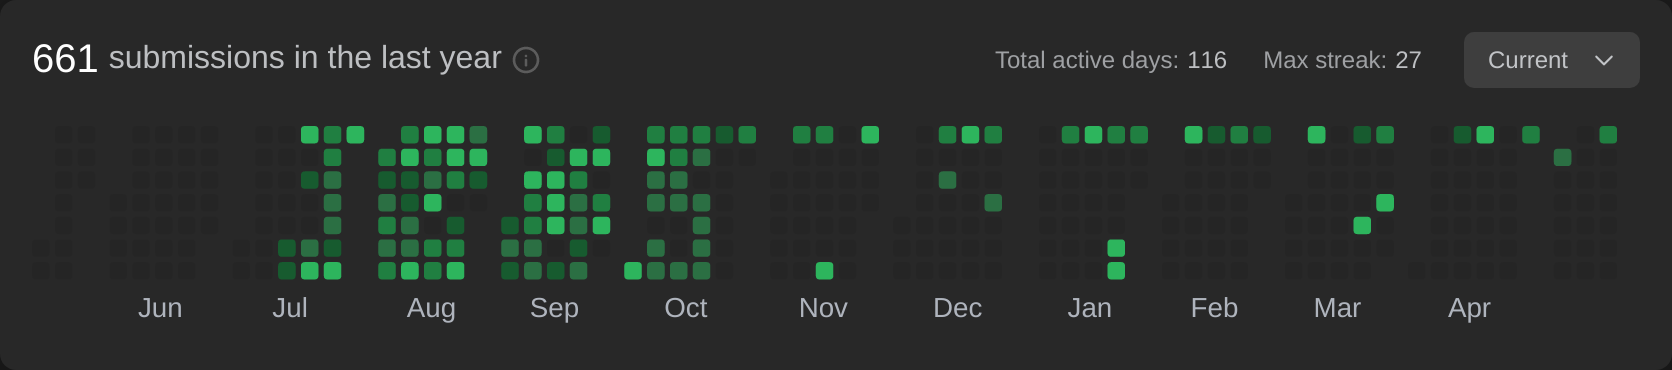 661 submissions in the last year Total active days: 116 Max streak: 27 Current
Jun Jul Aug Sep Oct Nov Dec Jan Feb Mar Apr